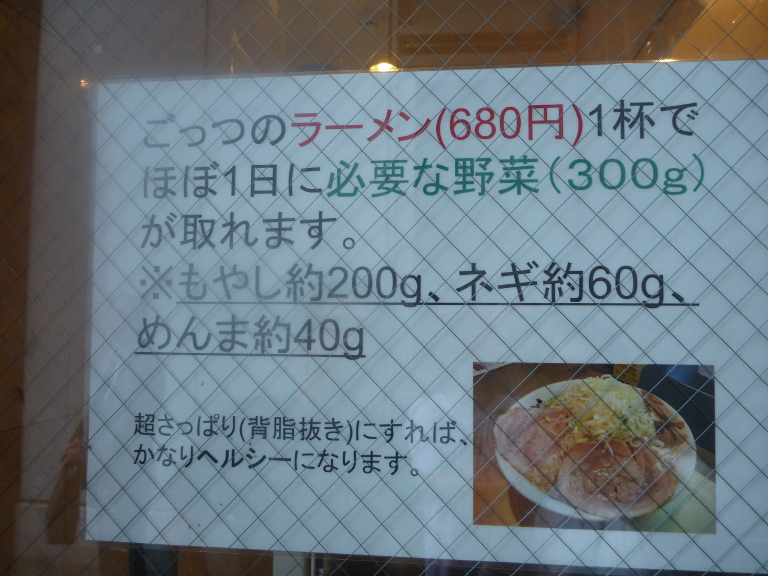 ごっつのラーメン(680円)1杯で
ほぼ1日に必要な野菜(300g)
が取れます。
※もやし約200g、ネギ約60g、
めんま約40g
超さっぱり(背脂抜き)にすれば、
かなりヘルシーになります。